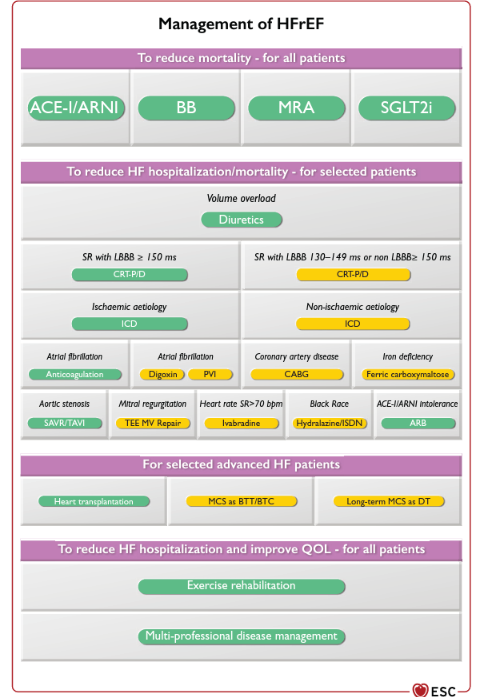 Management of HFrEF
To reduce mortality - for all patients
ACE-I/ARNI BB MRA SGLT2i
To reduce HF hospitalization/mortality - for selected patients
Volume overload
Diuretics
SR with LBBB ≥ 150 ms SR with LBBB 130–149 ms or non LBBB≥ 150 ms
CRT-P/D CRT-P/D
Ischaemic aetiology Non-ischaemic aetiology
ICD ICD
Atrial fibrillation Atrial fibrillation Coronary artery disease Iron deficiency
Anticoagulation Digoxin PVI CABG Ferric carboxymaltose
Aortic stenosis Mitral regurgitation Heart rate SR>70 bpm Black Race ACE-I/ARNI intolerance
SAVR/TAVI TEE MV Repair Ivabradine Hydralazine/ISDN ARB
For selected advanced HF patients
Heart transplantation MCS as BTT/BTC Long-term MCS as DT
To reduce HF hospitalization and improve QOL - for all patients
Exercise rehabilitation
Multi-professional disease management
ESC